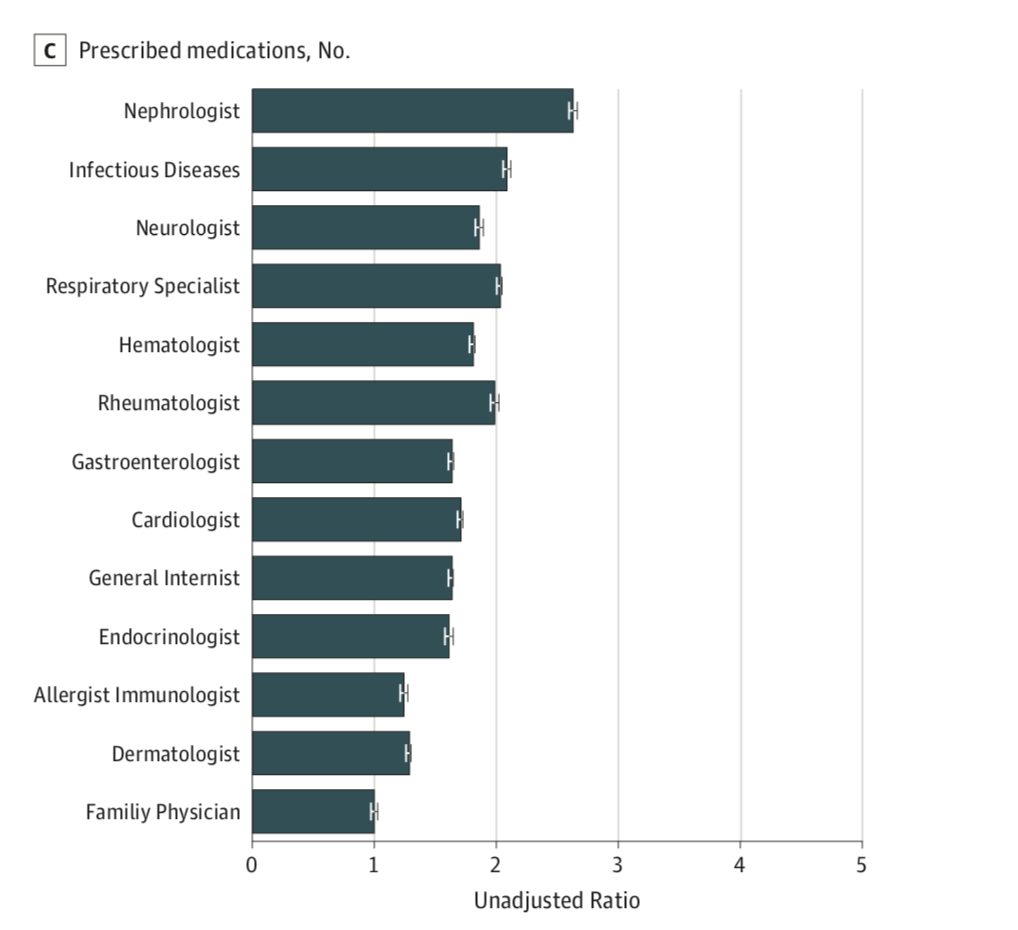 C Prescribed medications, No.
Nephrologist
Infectious Diseases
Neurologist
Respiratory Specialist
Hematologist
Rheumatologist
Gastroenterologist
Cardiologist
General Internist
Endocrinologist
Allergist Immunologist
Dermatologist
Familiy Physician
0 1 2 3 4 5
Unadjusted Ratio